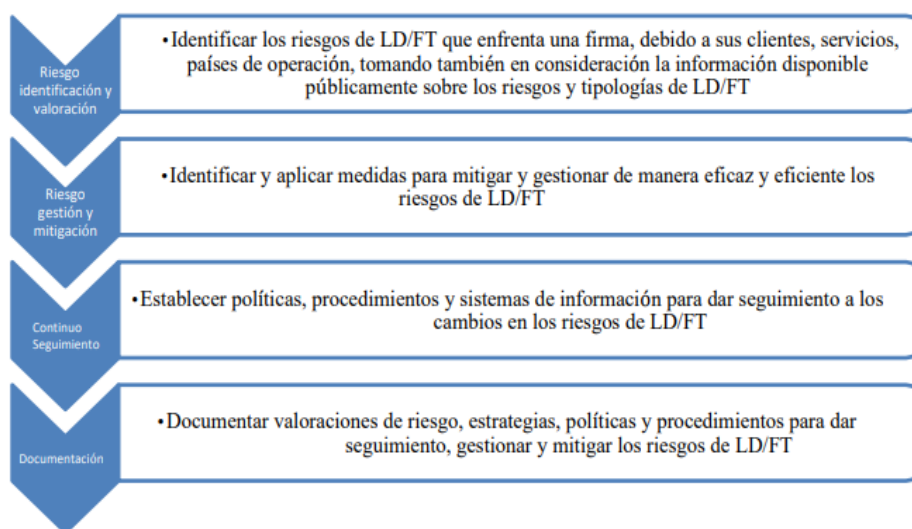 Riesgo
identificación y
valoración
•Identificar los riesgos de LD/FT que enfrenta una firma, debido a sus clientes, servicios,
países de operación, tomando también en consideración la información disponible
públicamente sobre los riesgos y tipologías de LD/FT
Riesgo
gestión y
mitigación
•Identificar y aplicar medidas para mitigar y gestionar de manera eficaz y eficiente los
riesgos de LD/FT
Continuo
Seguimiento
•Establecer políticas, procedimientos y sistemas de información para dar seguimiento a los
cambios en los riesgos de LD/FT
Documentación
•Documentar valoraciones de riesgo, estrategias, políticas y procedimientos para dar
seguimiento, gestionar y mitigar los riesgos de LD/FT